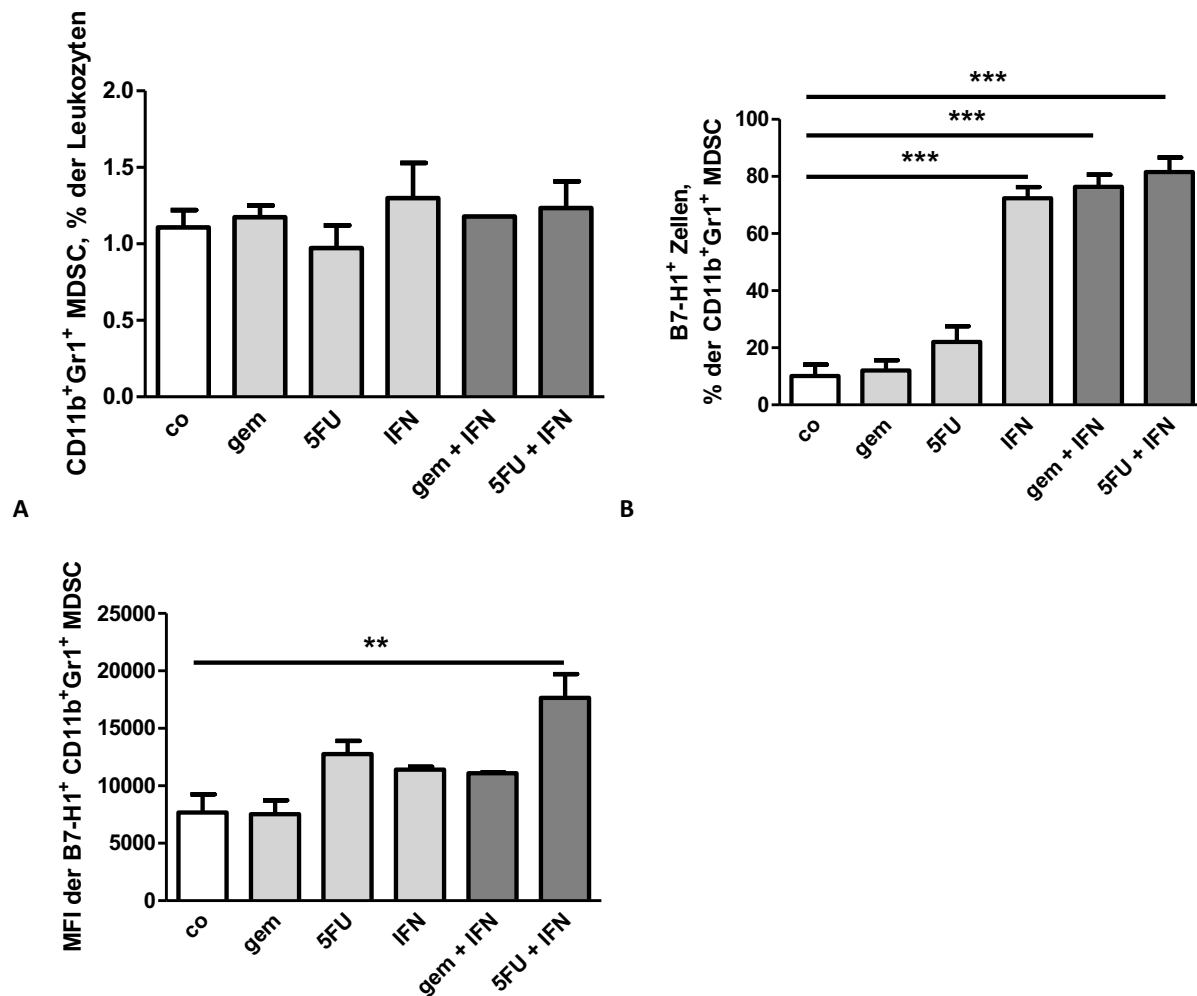 CD11b⁺Gr1⁺ MDSC, % der Leukozyten
2.0
1.5
1.0
0.5
0.0
co
gem
5FU
IFN
gem + IFN
5FU + IFN
A
B7-H1⁺ Zellen,
% der CD11b⁺Gr1⁺ MDSC
***
***
***
100
80
60
40
20
0
co
gem
5FU
IFN
gem + IFN
5FU + IFN
B
MFI der B7-H1⁺ CD11b⁺Gr1⁺ MDSC
**
25000
20000
15000
10000
5000
0
co
gem
5FU
IFN
gem + IFN
5FU + IFN